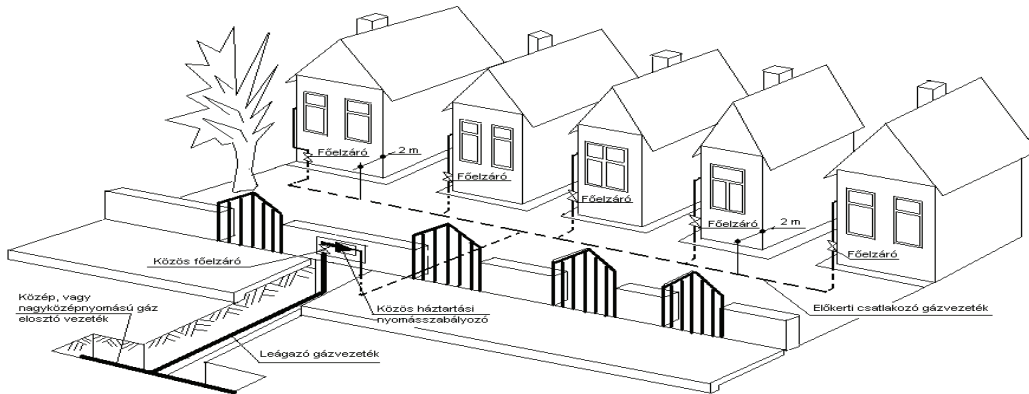 Főelzáró
2 m
Főelzáró
Főelzáró
Főelzáró
2 m
Főelzáró
Közös főelzáró
Közép, vagy
nagyközépnyomású gáz
elosztó vezeték
Közös háztartási
nyomásszabályozó
Előkerti csatlakozó gázvezeték
Leágazó gázvezeték